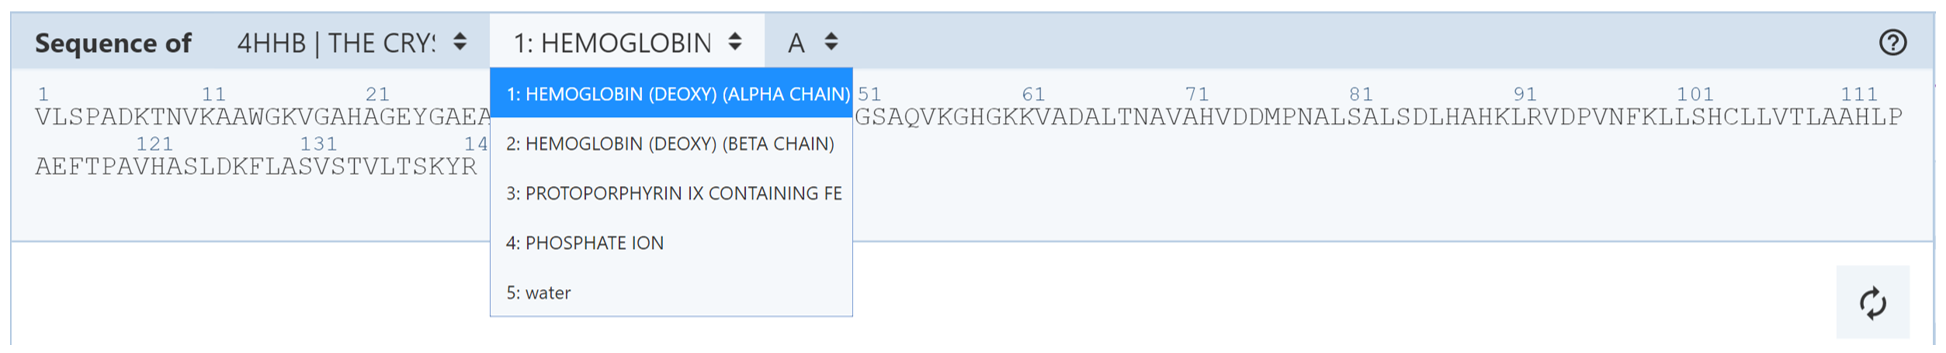 Sequence of 4HHB | THE CRY 1: HEMOGLOBIN A
1: HEMOGLOBIN (DEOXY) (ALPHA CHAIN)
2: HEMOGLOBIN (DEOXY) (BETA CHAIN)
3: PROTOPORPHYRIN IX CONTAINING FE
4: PHOSPHATE ION
5: water
1 11 21 51 61 71 81 91 101 111
VLSPADKTNVKAAWGKVGAHAGEYGAEA GSAQVKGHGKKVADALTNAVAHVDDMPNALSALSDLHAHKLRVDPVNFKLLSHCLLVTLAAHLP
121 131 14
AEFTPAVHASLDKFLASVSTVLTSKYR